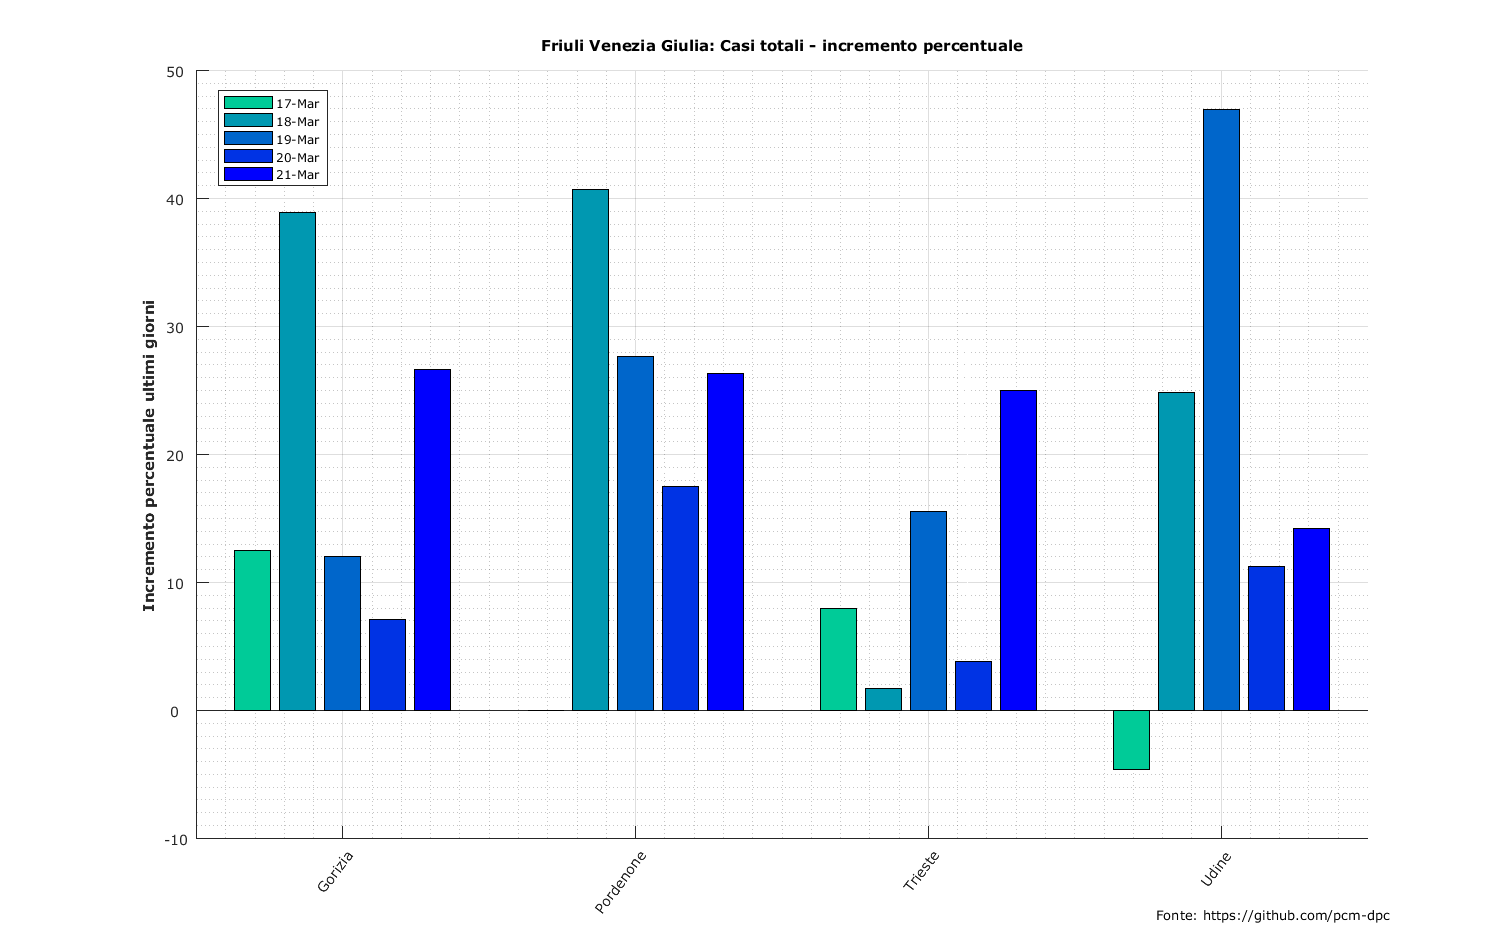 Friuli Venezia Giulia: Casi totali - incremento percentuale
50
40
30
20
10
0
-10
Incremento percentuale ultimi giorni
17-Mar
18-Mar
19-Mar
20-Mar
21-Mar
Gorizia
Pordenone
Trieste
Udine
Fonte: https://github.com/pcm-dpc